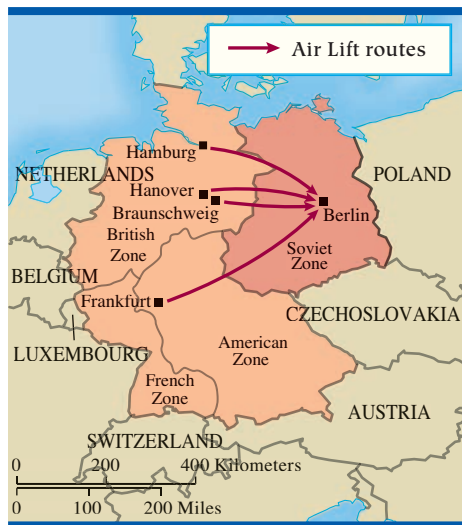 Air Lift routes
Hamburg
NETHERLANDS
POLAND
Hanover
Braunschweig
Berlin
British
Zone
Soviet
Zone
BELGIUM
Frankfurt
CZECHOSLOVAKIA
LUXEMBOURG
American
Zone
French
Zone
AUSTRIA
SWITZERLAND
0 200 400 Kilometers
0 100 200 Miles